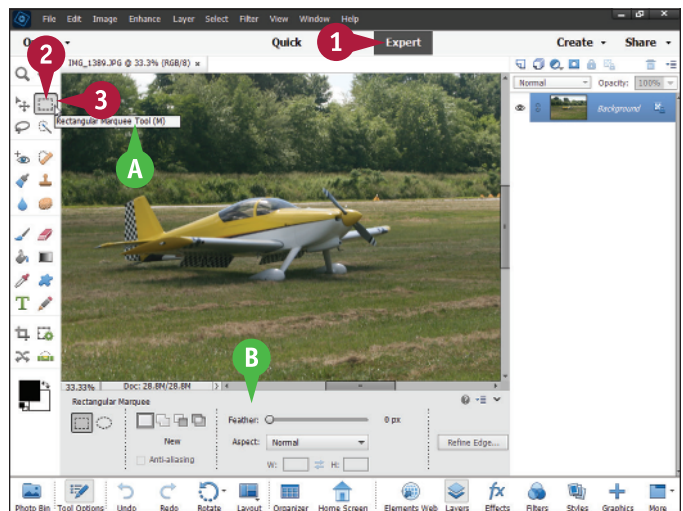 File Edit Image Enhance Layer Select Filter View Window Help
Quick
1
Expert
Create
Share
IMG_1389.JPG @ 33.3% (RGB/8) ×
Normal
Opacity: 100%
2
3
Background
Rectangular Marquee Tool (M)
A
T
B
33.33%
Doc: 28.8M/28.8M
Rectangular Marquee
Feather:
0 px
New
Aspect: Normal
Refine Edge...
Anti-aliasing
W:
H:
fx
Photo Bin Tool Options Undo Redo Rotate Layout Organizer Home Screen Elements Web Layers Effects Filters Styles Graphics More